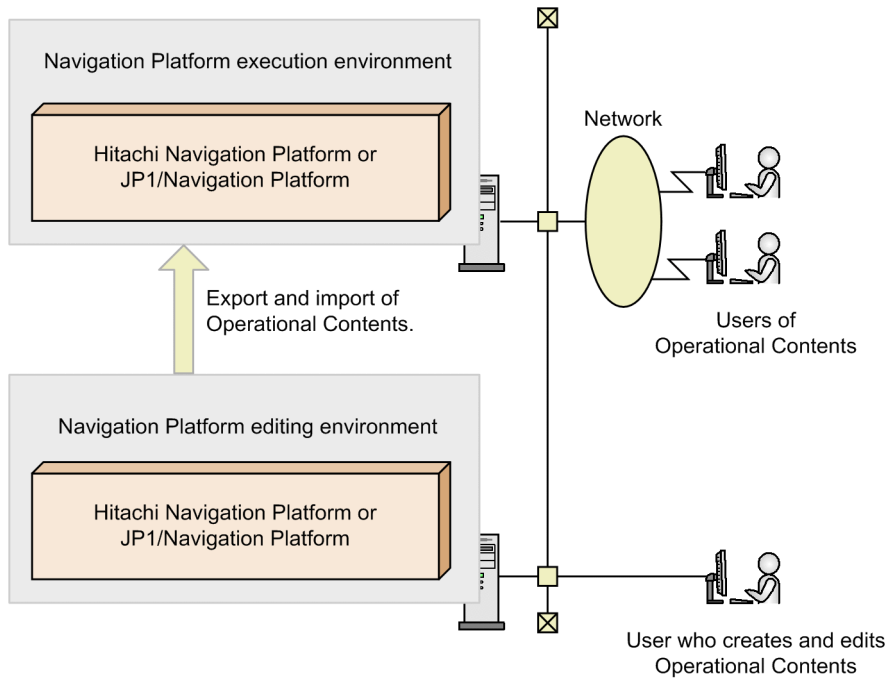 Navigation Platform execution environment
Hitachi Navigation Platform or
JP1/Navigation Platform
Network
Export and import of
Operational Contents.
Users of
Operational Contents
Navigation Platform editing environment
Hitachi Navigation Platform or
JP1/Navigation Platform
User who creates and edits
Operational Contents